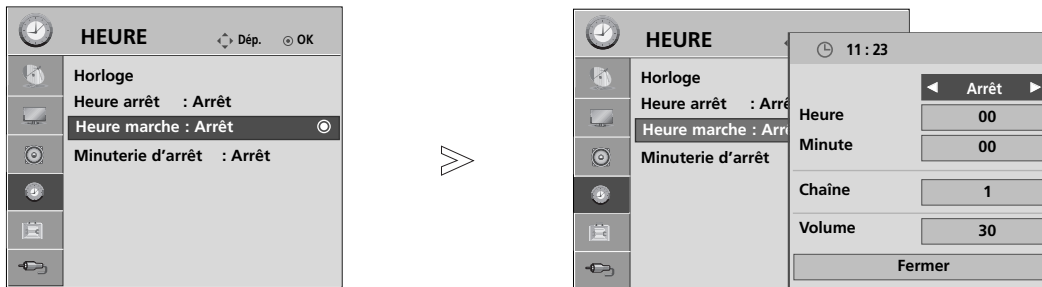 HEURE Dép. OK
Horloge
Heure arrêt : Arrêt
Heure marche : Arrêt
Minuterie d'arrêt : Arrêt
HEURE
Horloge
Heure arrêt : Arrê
Heure marche : Arrê
Minuterie d'arrêt
11 : 23
Arrêt
Heure 00
Minute 00
Chaîne 1
Volume 30
Fermer